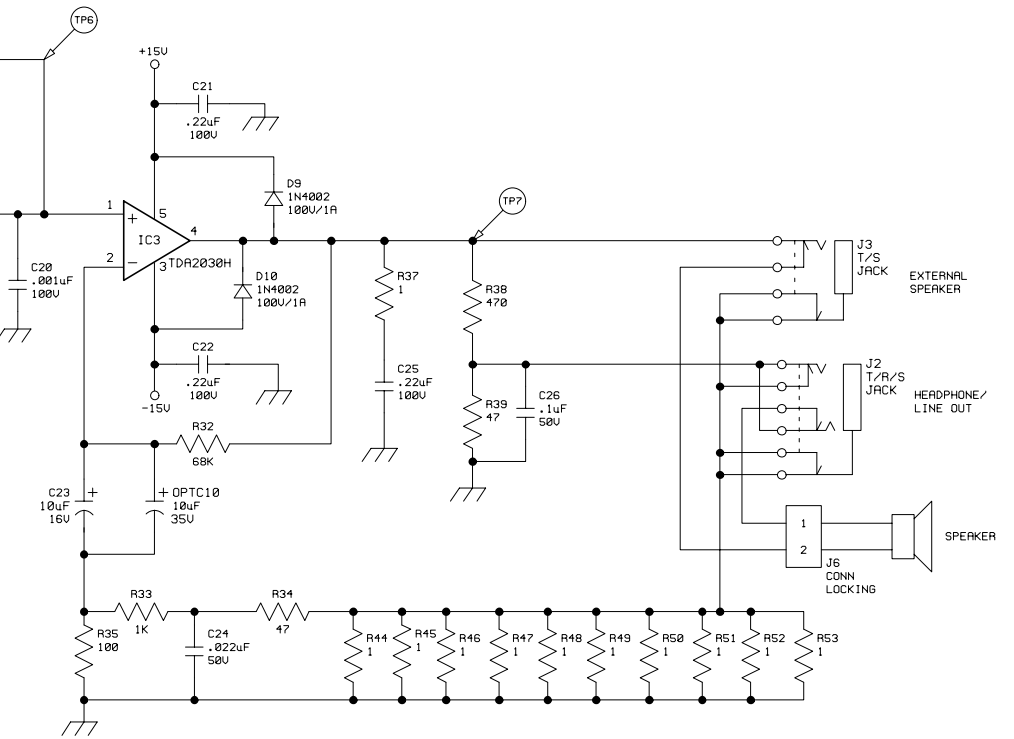 TP6
+15V
C21
.22uF
100V
D9
1N4002
100V/1A
TP7
1
+
5
IC3
4
2
-
3
TDA2030H
C20
.001uF
100V
D10
1N4002
100V/1A
R37
1
R38
470
J3
T/S
JACK
EXTERNAL
SPEAKER
C22
.22uF
100V
-15V
C25
.22uF
100V
R39
47
C26
.1uF
50V
J2
T/R/S
JACK
HEADPHONE/
LINE OUT
R32
68K
C23
+
10uF
16V
+
OPTC10
10uF
35V
1
2
J6
CONN
LOCKING
SPEAKER
R33
1K
R34
47
R35
100
C24
.022uF
50V
R44
1
R45
1
R46
1
R47
1
R48
1
R49
1
R50
1
R51
1
R52
1
R53
1